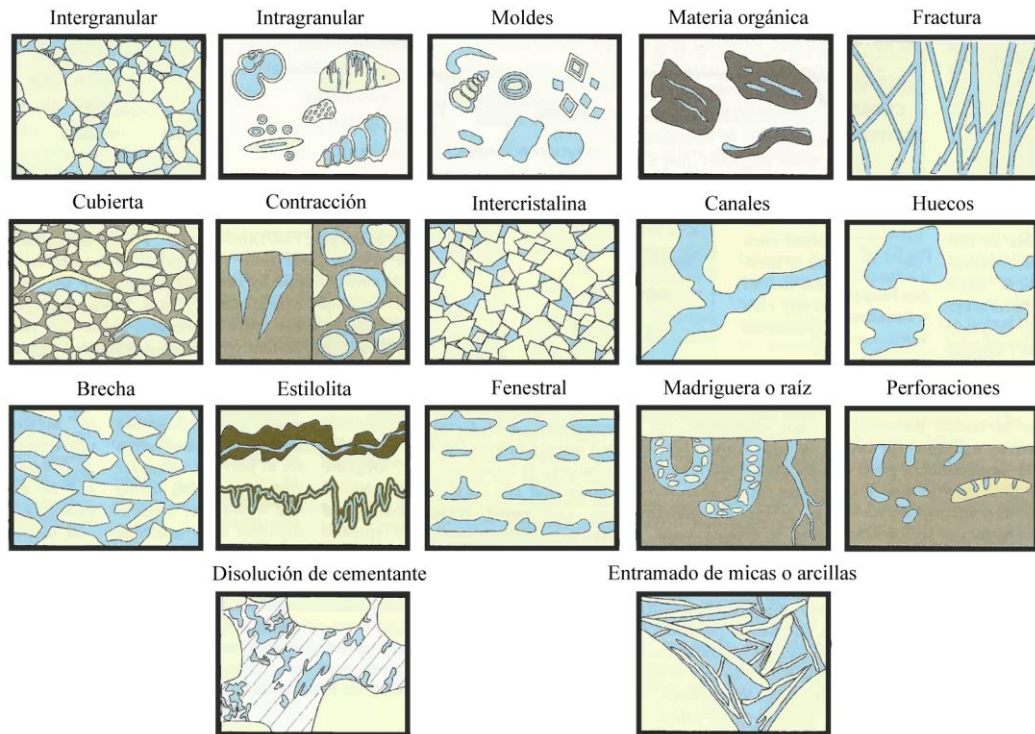 Intergranular
Intragranular
Moldes
Materia orgánica
Fractura
Cubierta
Contracción
Intercristalina
Canales
Huecos
Brecha
Estilolita
Fenestral
Madriguera o raíz
Perforaciones
Disolución de cementante
Entramado de micas o arcillas